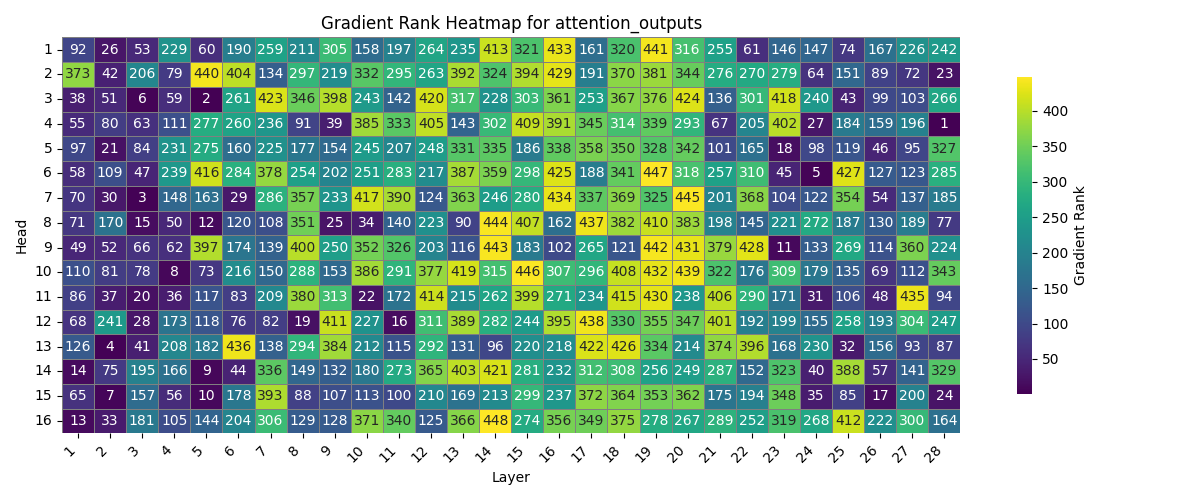 Gradient Rank Heatmap for attention_outputs
1 92 26 53 229 60 190 259 211 305 158 197 264 235 413 321 433 161 320 441 316 255 61 146 147 74 167 226 242
2 373 42 206 79 440 404 134 297 219 332 295 263 392 324 394 429 191 370 381 344 276 270 279 64 151 89 72 23
3 38 51 6 59 2 261 423 346 398 243 142 420 317 228 303 361 253 367 376 424 136 301 418 240 43 99 103 266
4 55 80 63 111 277 260 236 91 39 385 333 405 143 302 409 391 345 314 339 293 67 205 402 27 184 159 196 1
5 97 21 84 231 275 160 225 177 154 245 207 248 331 335 186 338 358 350 328 342 101 165 18 98 119 46 95 327
6 58 109 47 239 416 284 378 254 202 251 283 217 387 359 298 425 188 341 447 318 257 310 45 5 427 127 123 285
7 70 30 3 148 163 29 286 357 233 417 390 124 363 246 280 434 337 369 325 445 201 368 104 122 354 54 137 185
8 71 170 15 50 12 120 108 351 25 34 140 223 90 444 407 162 437 382 410 383 198 145 221 272 187 130 189 77
9 49 52 66 62 397 174 139 400 250 352 326 203 116 443 183 102 265 121 442 431 379 428 11 133 269 114 360 224
10 110 81 78 8 73 216 150 288 153 386 291 377 419 315 446 307 296 408 432 439 322 176 309 179 135 69 112 343
11 86 37 20 36 117 83 209 380 313 22 172 414 215 262 399 271 234 415 430 238 406 290 171 31 106 48 435 94
12 68 241 28 173 118 76 82 19 411 227 16 311 389 282 244 395 438 330 355 347 401 192 199 155 258 193 304 247
13 126 4 41 208 182 436 138 294 384 212 115 292 131 96 220 218 422 426 334 214 374 396 168 230 32 156 93 87
14 14 75 195 166 9 44 336 149 132 180 273 365 403 421 281 232 312 308 256 249 287 152 323 40 388 57 141 329
15 65 7 157 56 10 178 393 88 107 113 100 210 169 213 299 237 372 364 353 362 175 194 348 35 85 17 200 24
16 13 33 181 105 144 204 306 129 128 371 340 125 366 448 274 356 349 375 278 267 289 252 319 268 412 222 300 164
1 2 3 4 5 6 7 8 9 10 11 12 13 14 15 16 17 18 19 20 21 22 23 24 25 26 27 28
Layer
Head
400
350
300
250
200
150
100
50
Gradient Rank